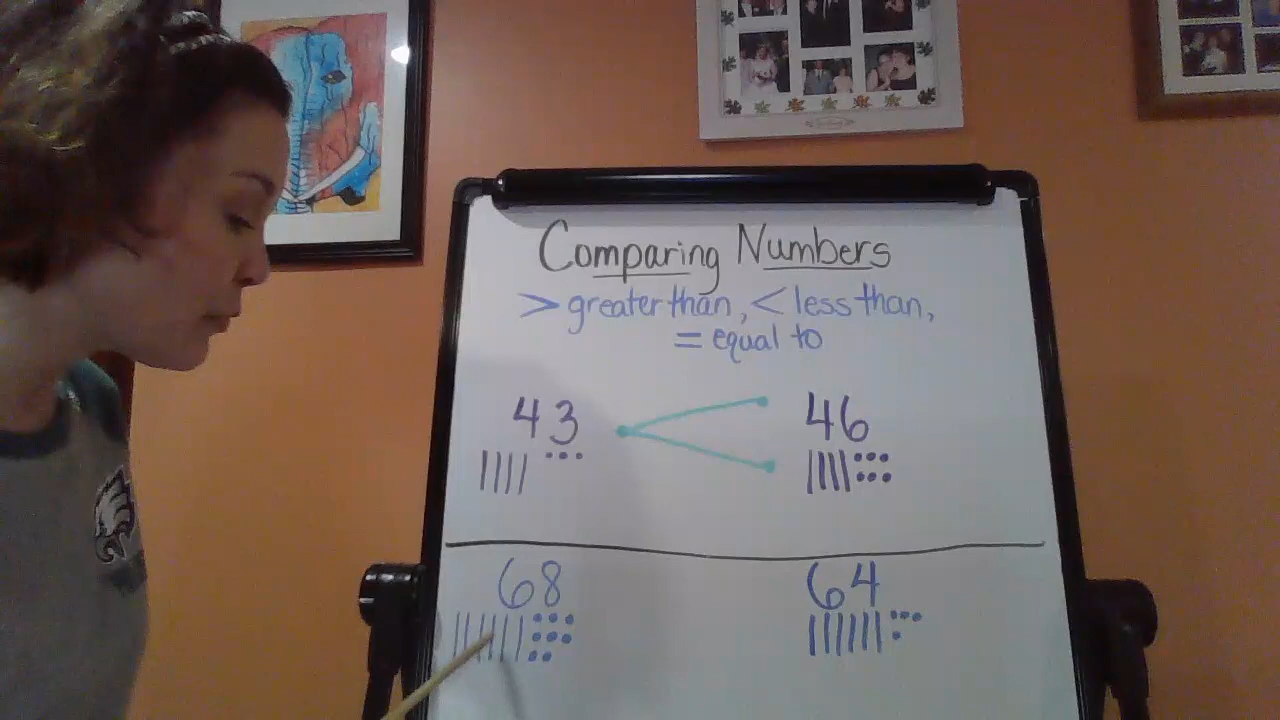 Comparing Numbers
> greater than, < less than,
= equal to
43 < 46
68 64